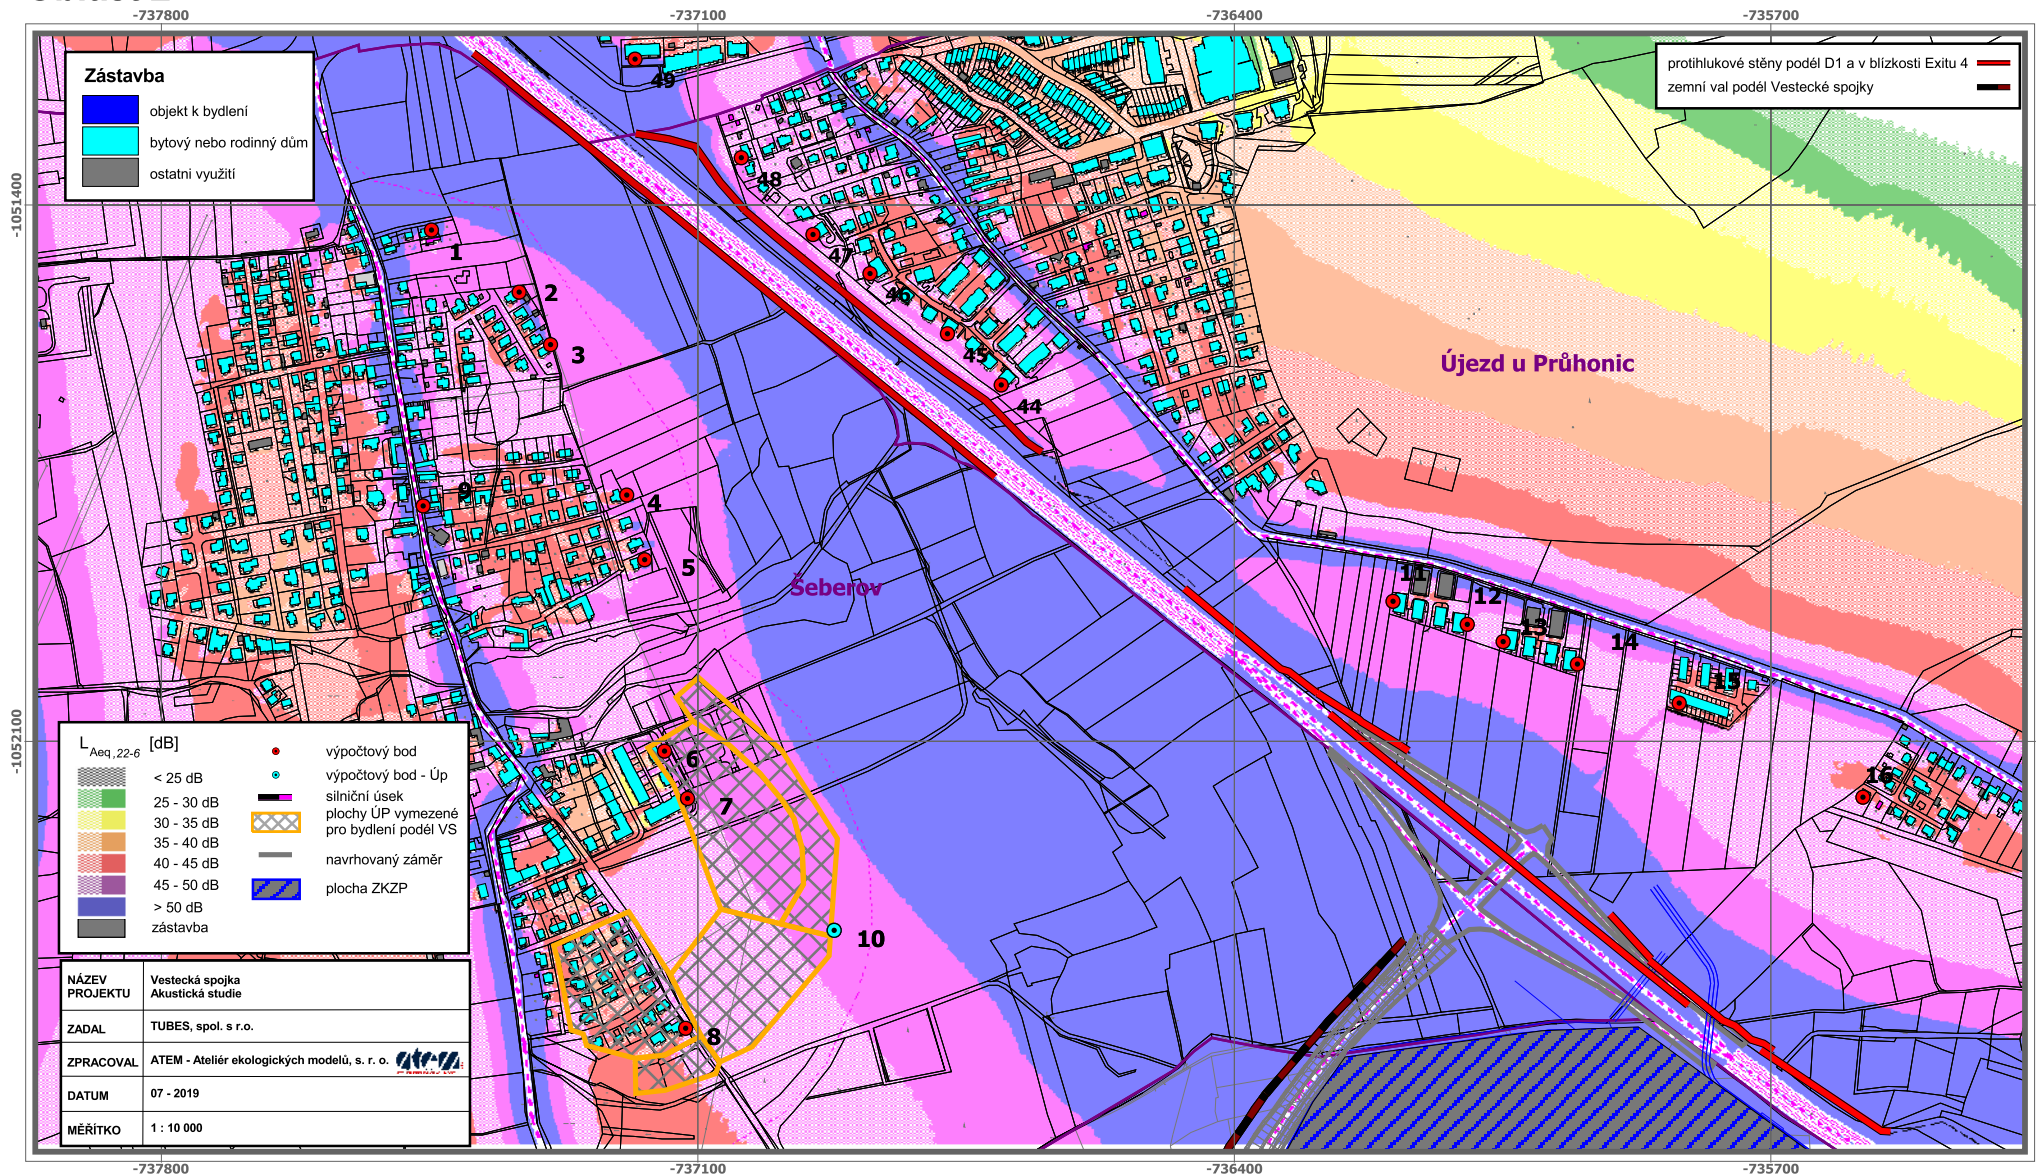 -737800
-737100
-736400
-735700
-1051400
-1052100
Zástavba
objekt k bydlení
bytový nebo rodinný dům
ostatni využití
protihlukové stěny podél D1 a v blízkosti Exitu 4
zemní val podél Vestecké spojky
49
48
47
46
45
44
1
2
3
4
5
9
Újezd u Průhonic
Šeberov
11
12
13
14
15
16
6
7
10
8
L Aeq,22-6 [dB]
< 25 dB
25 - 30 dB
30 - 35 dB
35 - 40 dB
40 - 45 dB
45 - 50 dB
> 50 dB
zástavba
výpočtový bod
výpočtový bod - Úp
silniční úsek
plochy ÚP vymezené
pro bydlení podél VS
navrhovaný záměr
plocha ZKZP
NÁZEV PROJEKTU
Vestecká spojka
Akustická studie
ZADAL TUBES, spol. s r.o.
ZPRACOVAL ATEM - Ateliér ekologických modelů, s. r. o. atem
DATUM 07 - 2019
MĚŘÍTKO 1 : 10 000
-737800
-737100
-736400
-735700